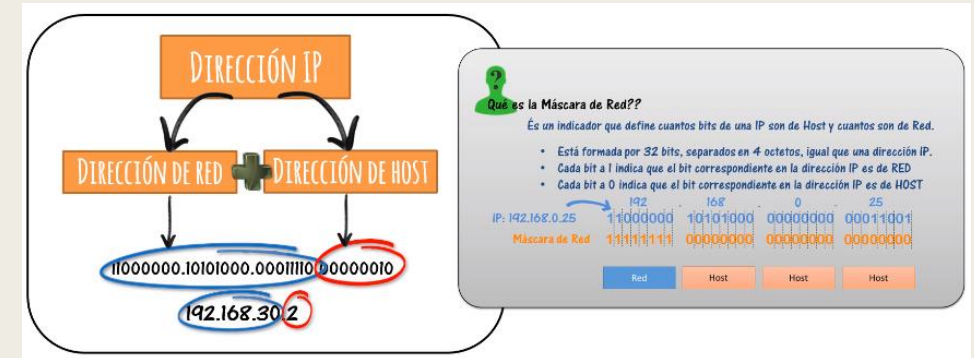 DIRECCIÓN IP
DIRECCIÓN DE RED
DIRECCIÓN DE HOST
11000000.10101000.00011110.00000010
192.168.30.2
?
Qué es la Máscara de Red??
És un indicador que define cuantos bits de una IP son de Host y cuantos son de Red.
• Está formada por 32 bits, separados en 4 octetos, igual que una dirección IP.
• Cada bit a 1 indica que el bit correspondiente en la dirección IP es de RED
• Cada bit a 0 indica que el bit correspondiente en la dirección IP es de HOST
192 . 168 . 0 . 25
IP: 192.168.0.25 11000000 10101000 00000000 00011001
Máscara de Red 11111111 00000000 00000000 00000000
Red Host Host Host